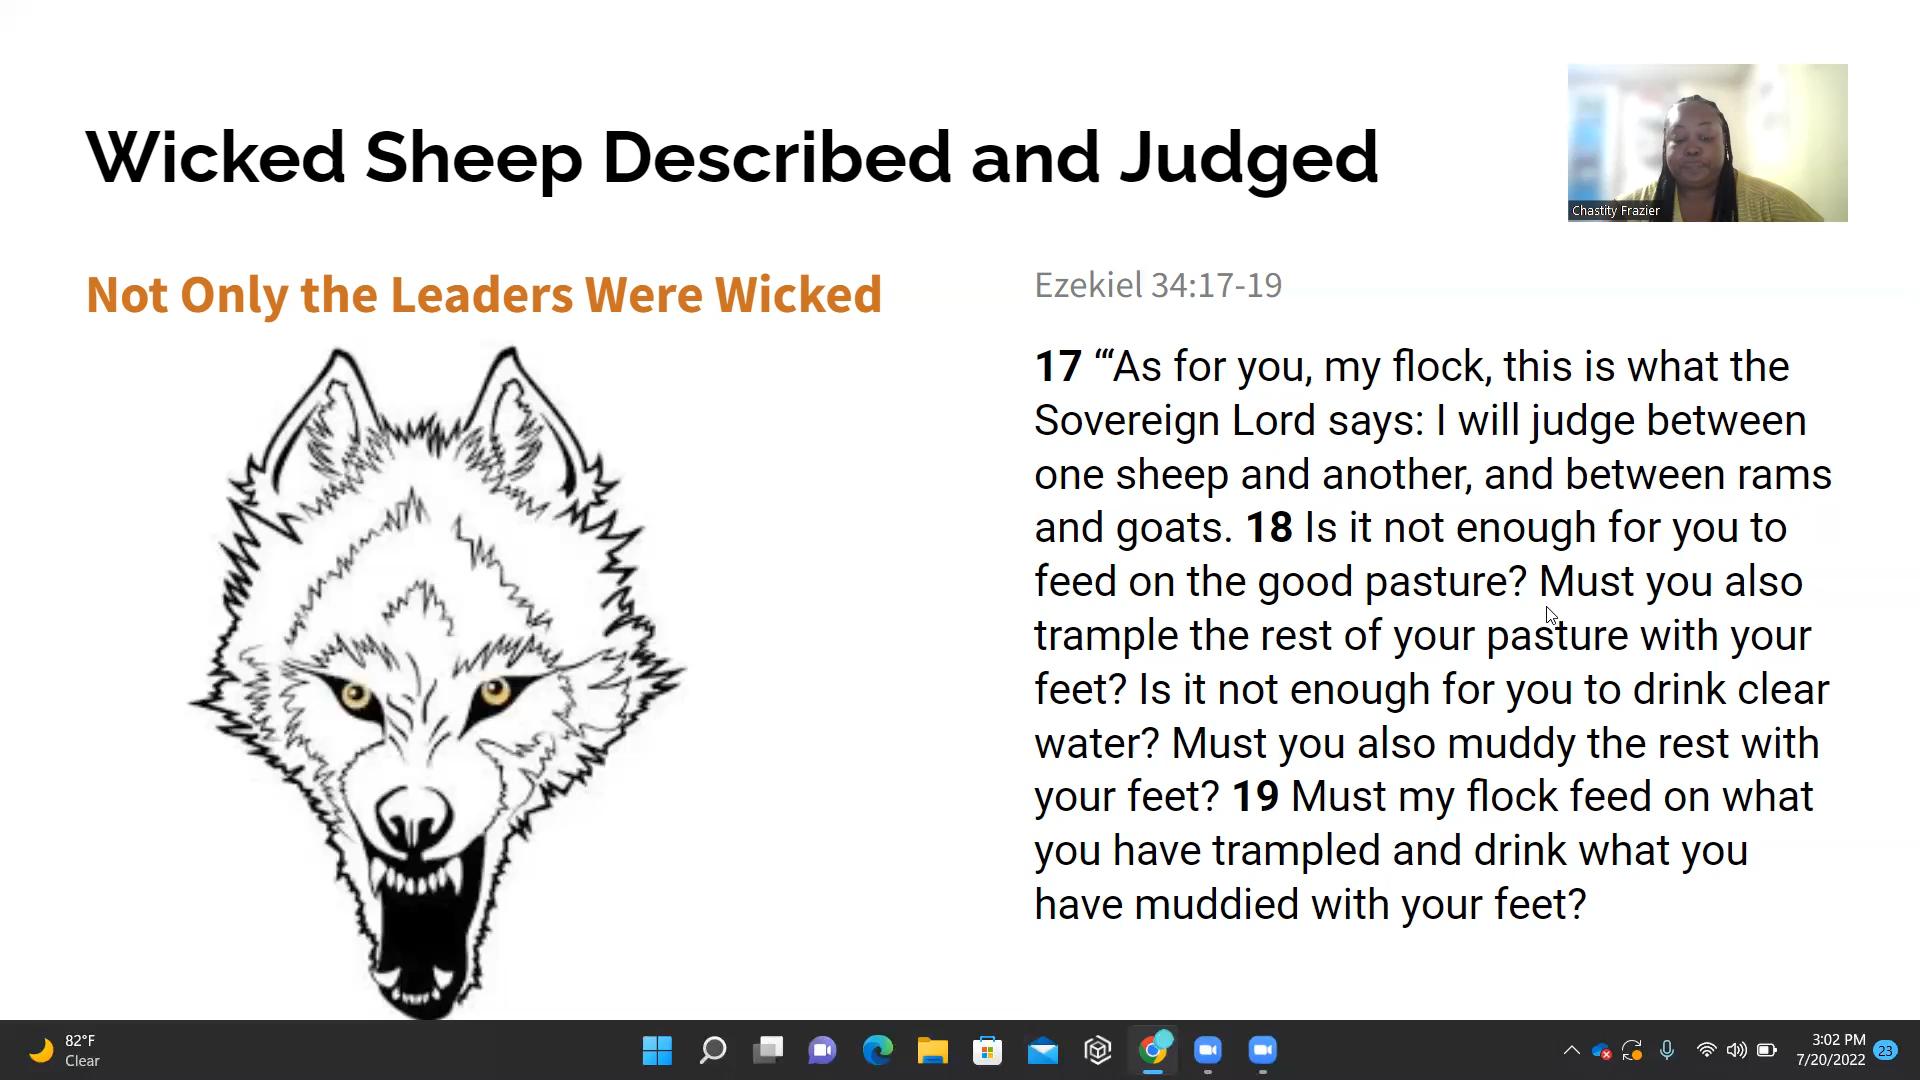 Wicked Sheep Described and Judged
Chastity Frazier
Not Only the Leaders Were Wicked
Ezekiel 34:17-19
17 “‘As for you, my flock, this is what the
Sovereign Lord says: I will judge between
one sheep and another, and between rams
and goats. 18 Is it not enough for you to
feed on the good pasture? Must you also
trample the rest of your pasture with your
feet? Is it not enough for you to drink clear
water? Must you also muddy the rest with
your feet? 19 Must my flock feed on what
you have trampled and drink what you
have muddied with your feet?
82°F
Clear
3:02 PM
7/20/2022
23